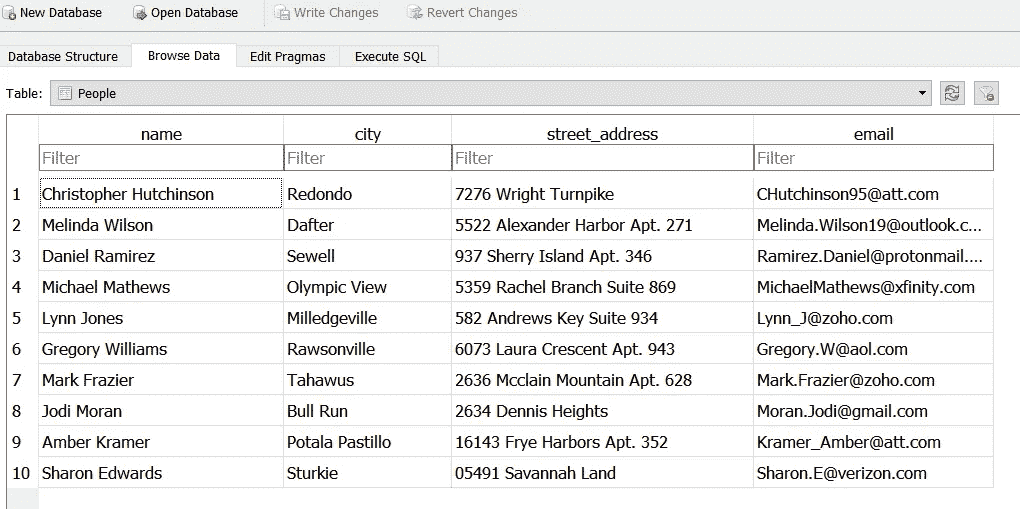 New Database Open Database Write Changes Revert Changes
Database Structure Browse Data Edit Pragmas Execute SQL
Table: People
name city street_address email
Filter Filter Filter Filter
1 Christopher Hutchinson Redondo 7276 Wright Turnpike CHutchinson95@att.com
2 Melinda Wilson Dafter 5522 Alexander Harbor Apt. 271 Melinda.Wilson19@outlook.c...
3 Daniel Ramirez Sewell 937 Sherry Island Apt. 346 Ramirez.Daniel@protonmail....
4 Michael Mathews Olympic View 5359 Rachel Branch Suite 869 MichaelMathews@xfinity.com
5 Lynn Jones Milledgeville 582 Andrews Key Suite 934 Lynn_J@zoho.com
6 Gregory Williams Rawsonville 6073 Laura Crescent Apt. 943 Gregory.W@aol.com
7 Mark Frazier Tahawus 2636 Mcclain Mountain Apt. 628 Mark.Frazier@zoho.com
8 Jodi Moran Bull Run 2634 Dennis Heights Moran.Jodi@gmail.com
9 Amber Kramer Potala Pastillo 16143 Frye Harbors Apt. 352 Kramer_Amber@att.com
10 Sharon Edwards Sturkie 05491 Savannah Land Sharon.E@verizon.com